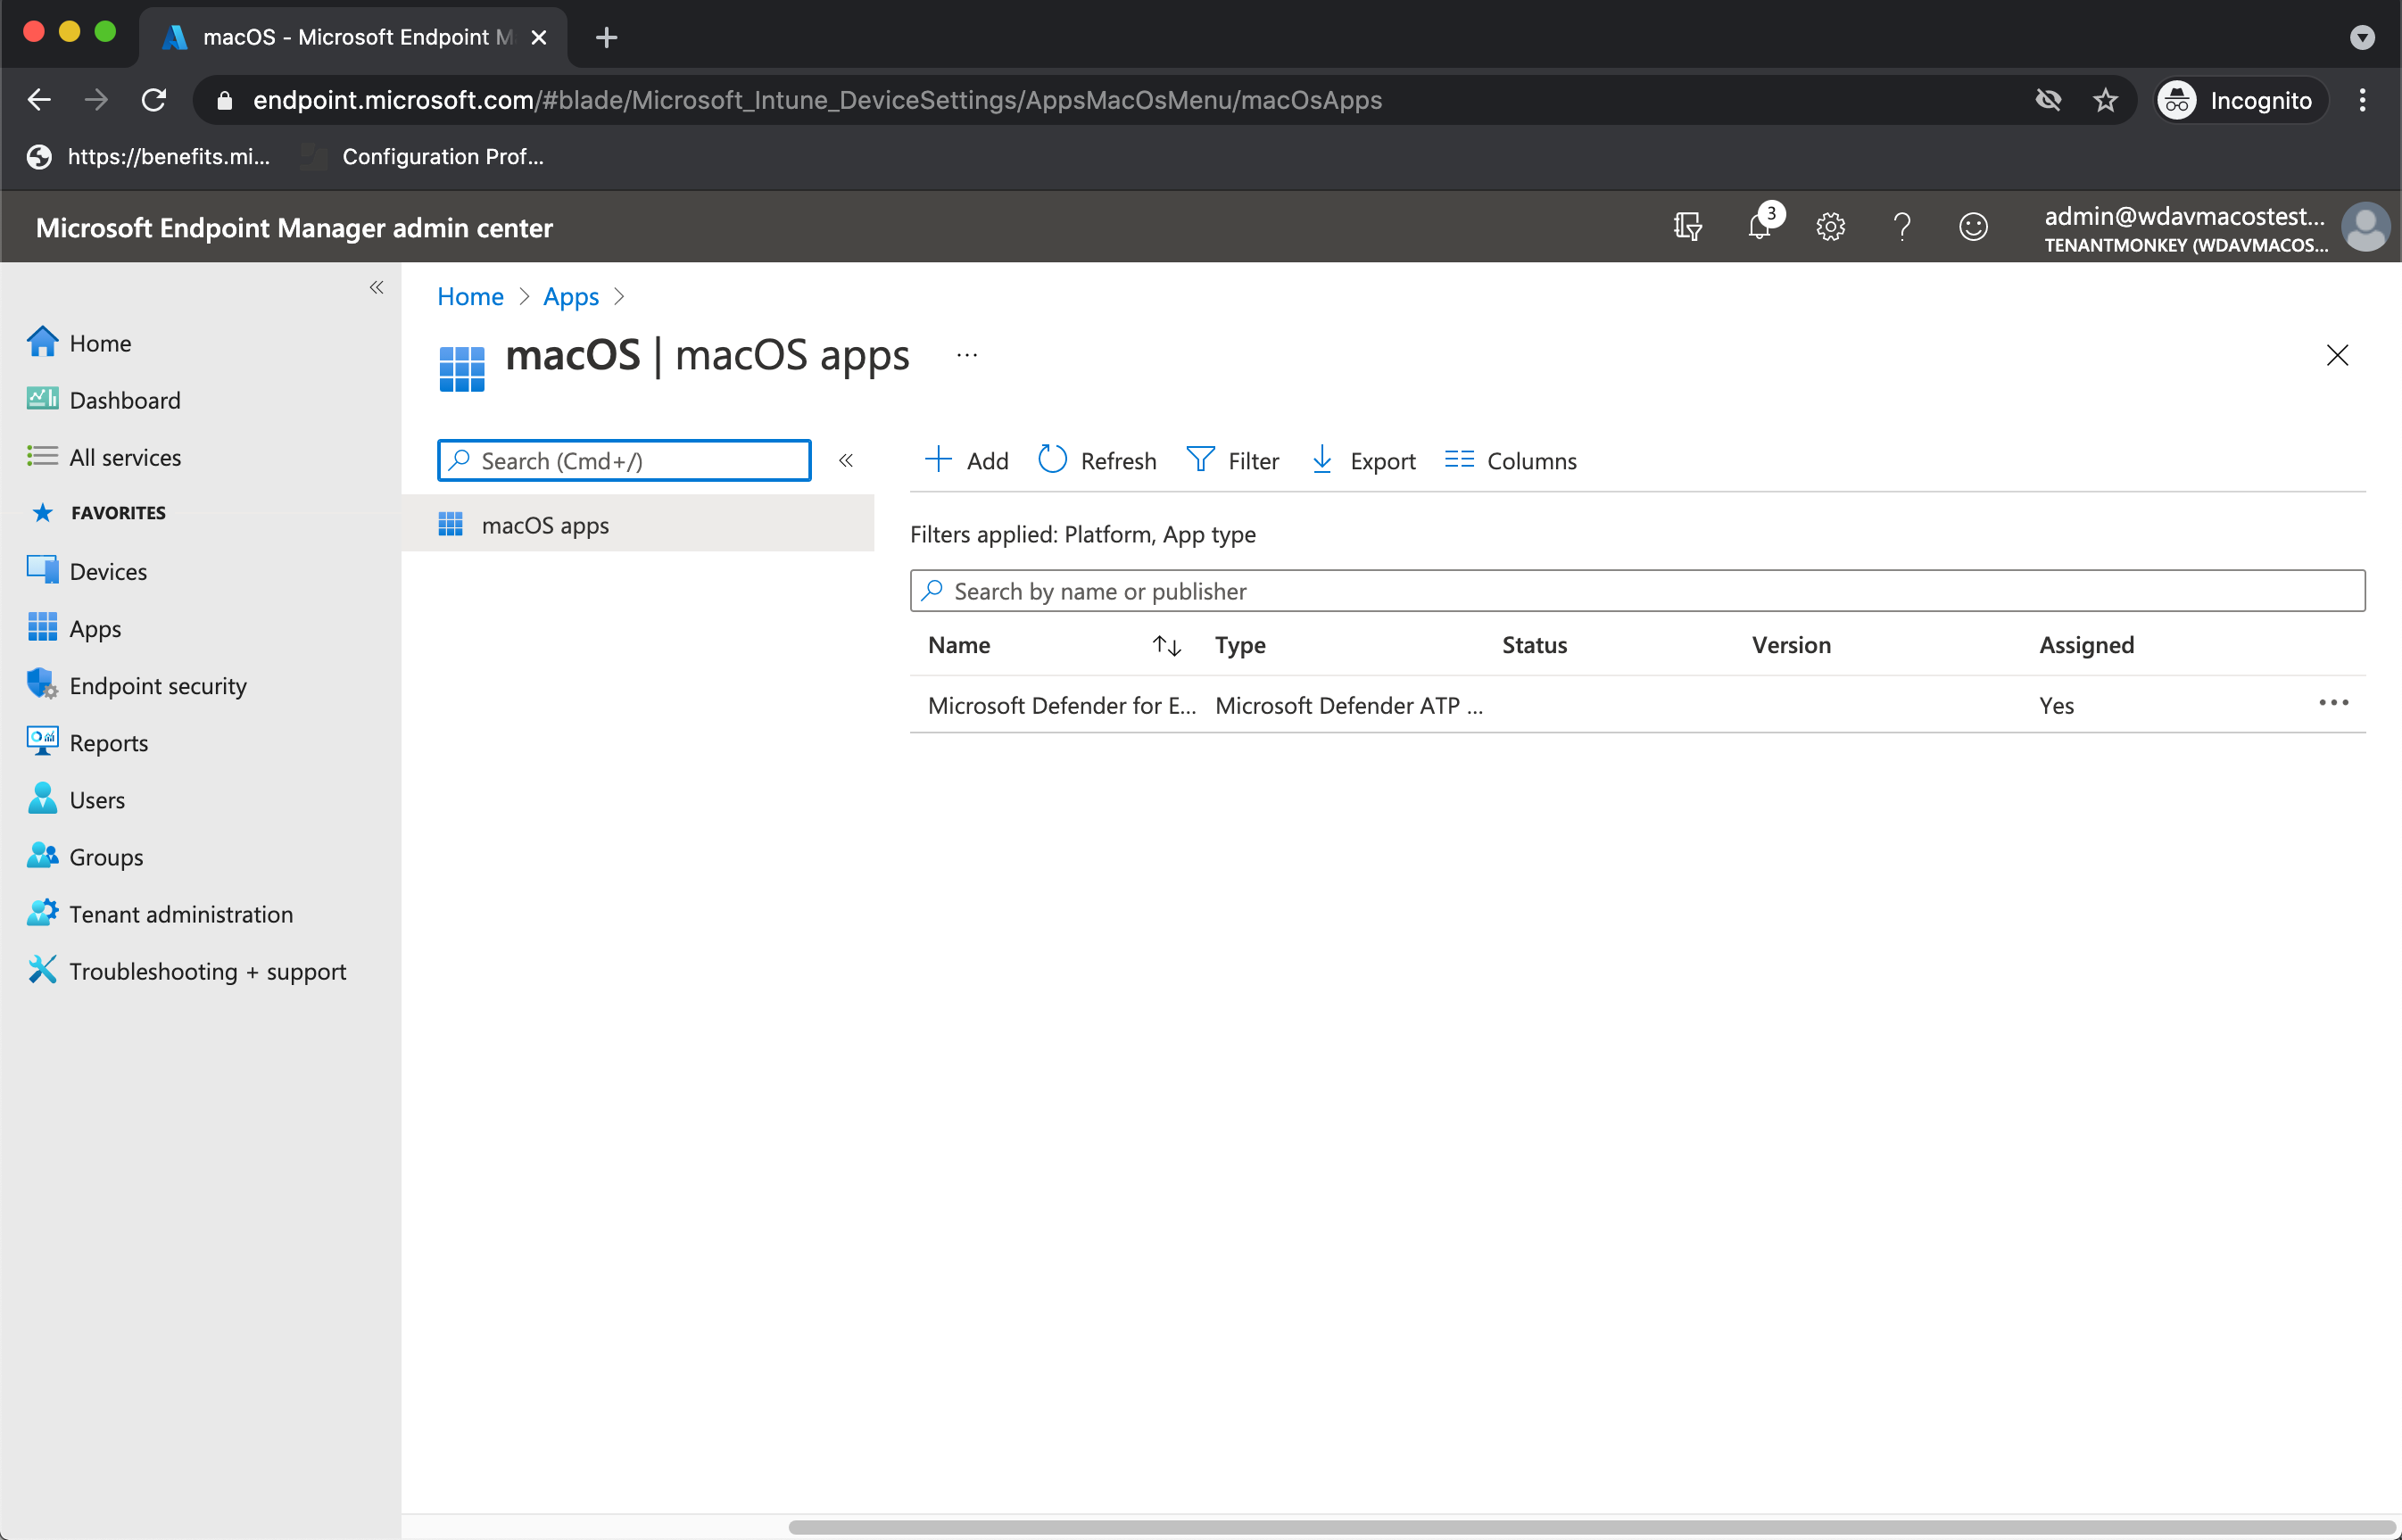 macOS - Microsoft Endpoint M
endpoint.microsoft.com/#blade/Microsoft_Intune_DeviceSettings/AppsMacOsMenu/macOsApps
Incognito
https://benefits.mi...
Configuration Prof...
Microsoft Endpoint Manager admin center
3
admin@wdavmacostest...
TENANTMONKEY (WDAVMACOS...
Home
Dashboard
All services
FAVORITES
Devices
Apps
Endpoint security
Reports
Users
Groups
Tenant administration
Troubleshooting + support
Home > Apps >
macOS | macOS apps ...
Search (Cmd+/)
macOS apps
Add Refresh Filter Export Columns
Filters applied: Platform, App type
Search by name or publisher
Name Type Status Version Assigned
Microsoft Defender for E... Microsoft Defender ATP ... Yes